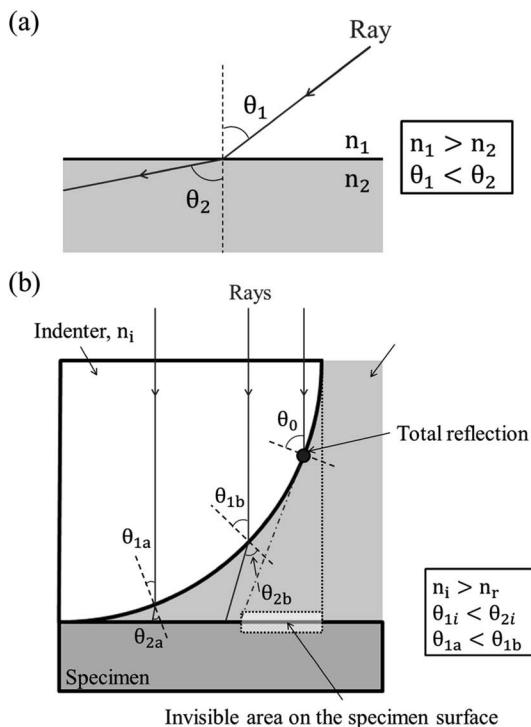 (a)
Ray
θ₁
n₁
n₂
θ₂
n₁ > n₂
θ₁ < θ₂
(b)
Rays
Indenter, nᵢ
θ₀
Total reflection
θ₁b
θ₁a
θ₂b
θ₂a
nᵢ > nᵣ
θ₁ᵢ < θ₂ᵢ
θ₁a < θ₁b
Specimen
Invisible area on the specimen surface